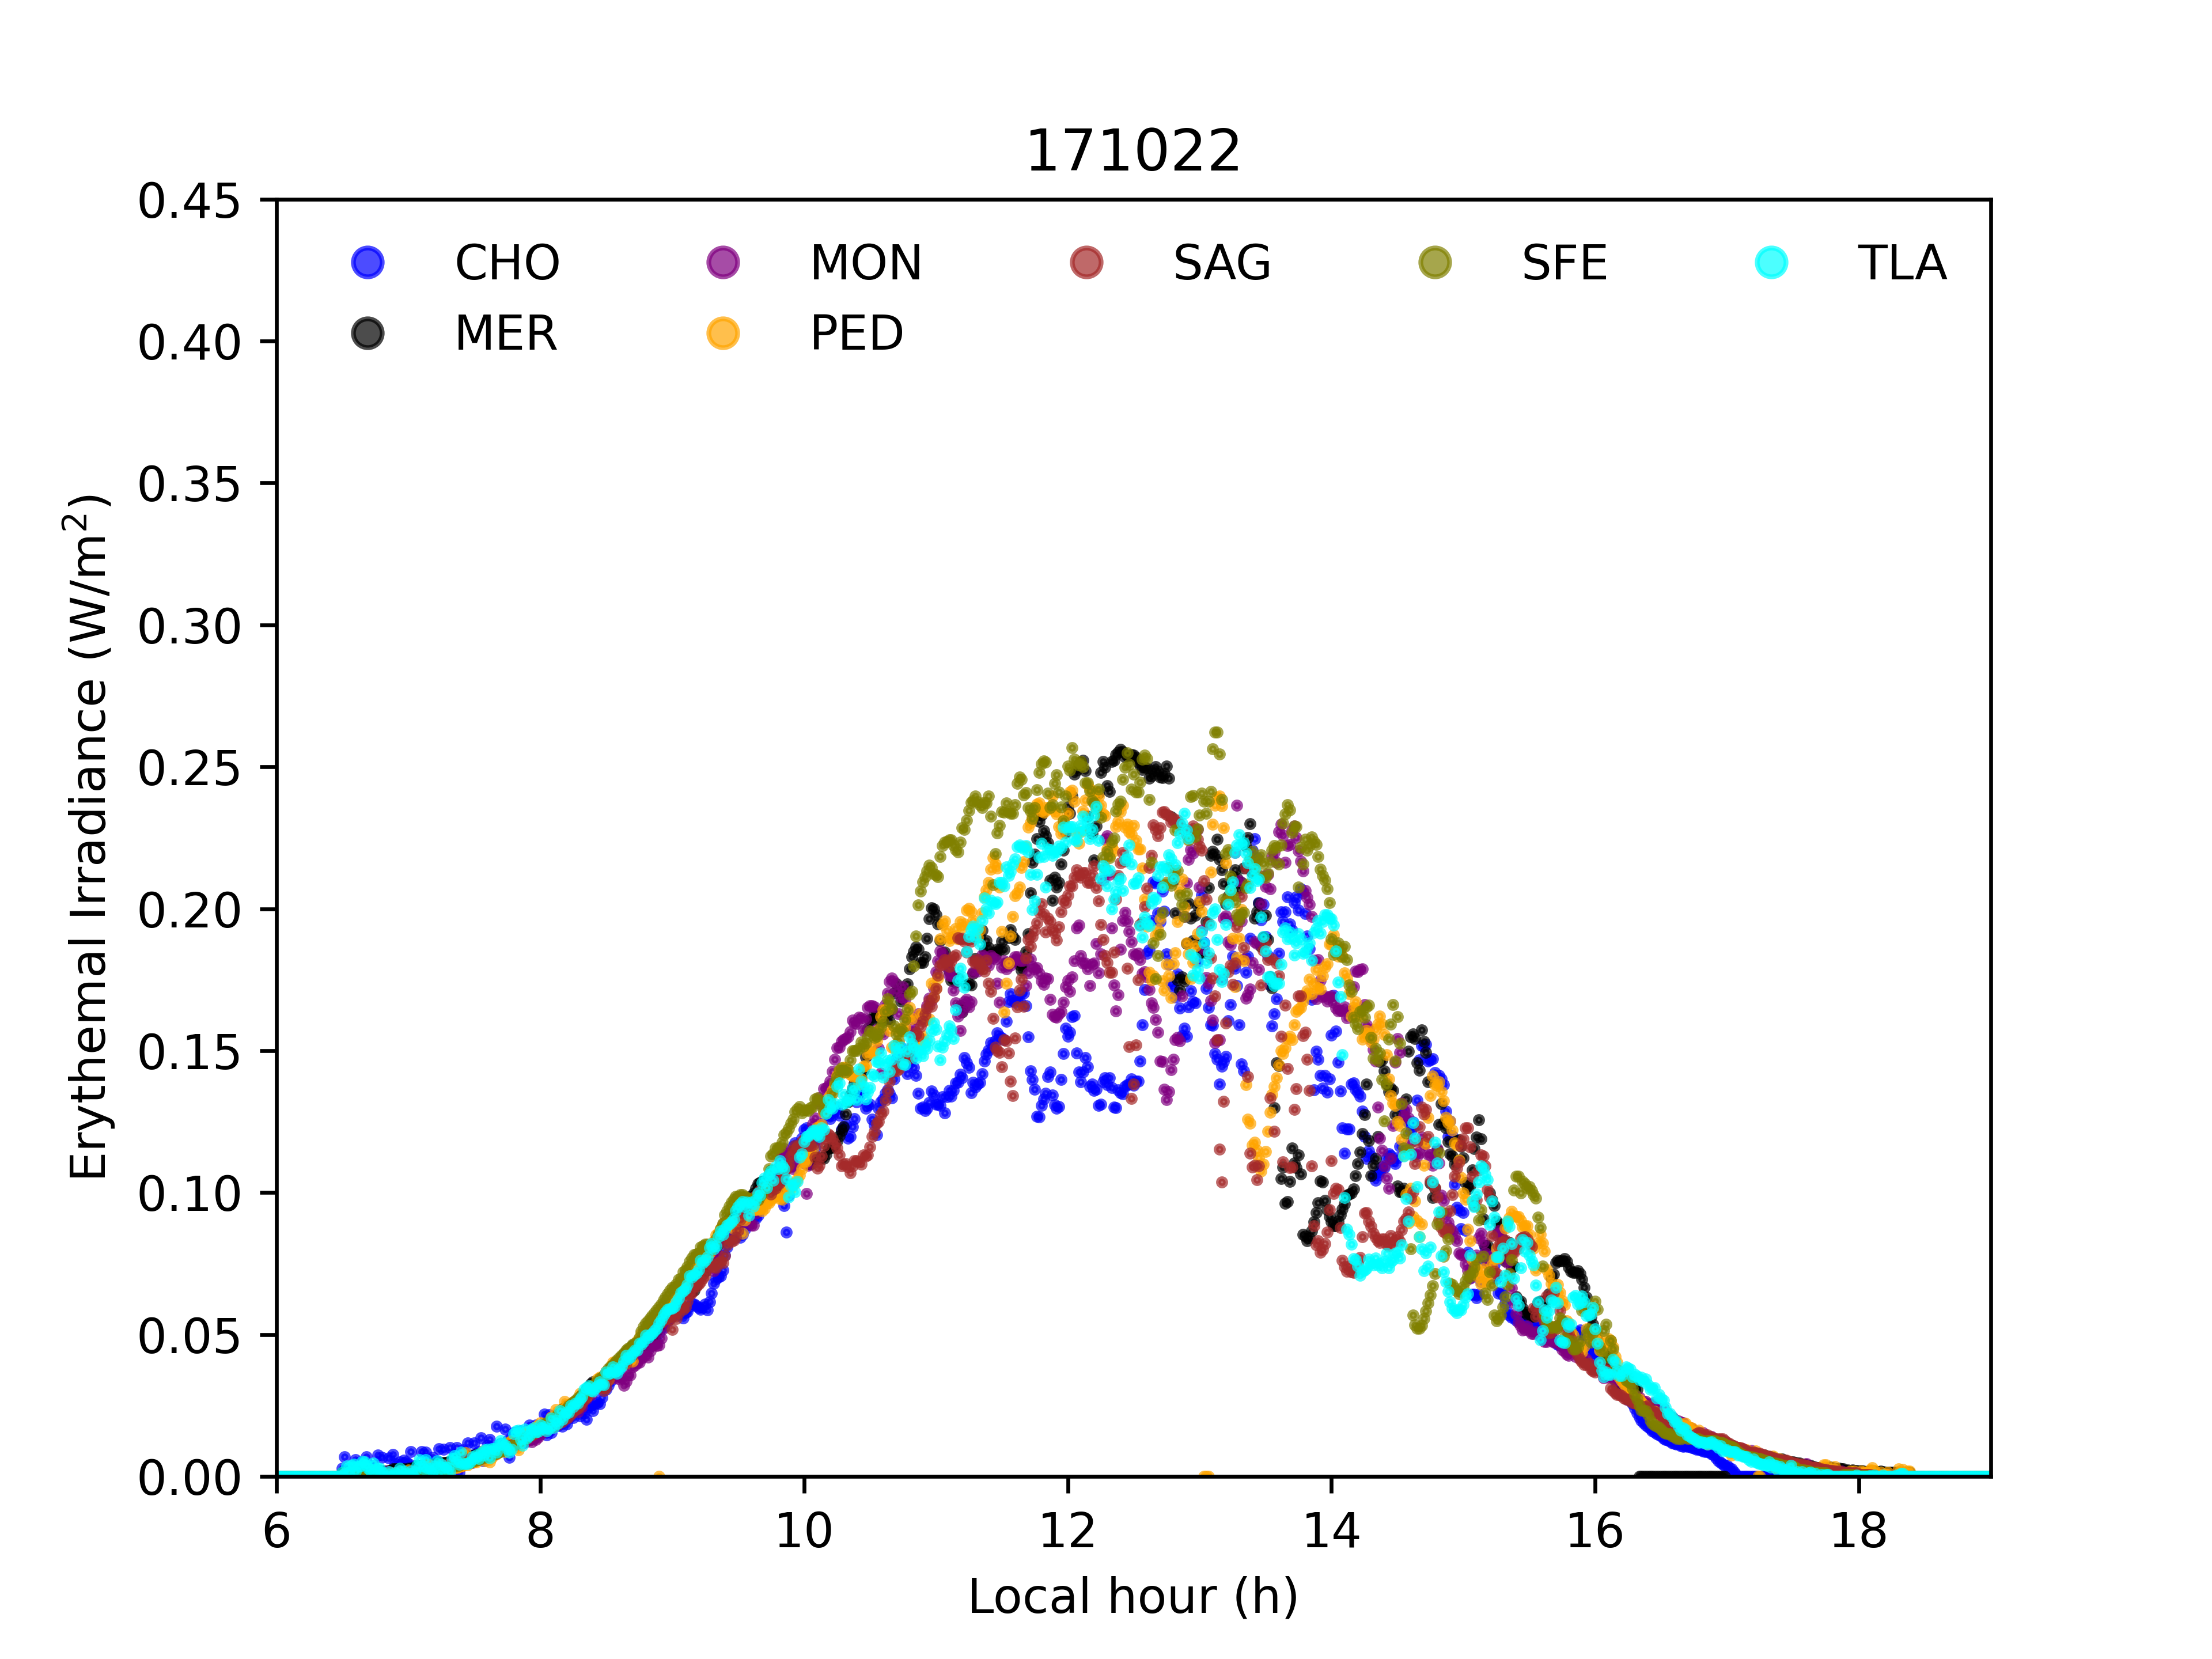 171022
0.45
0.40
0.35
0.30
0.25
0.20
0.15
0.10
0.05
0.00
Erythemal Irradiance (W/m²)
CHO MON SAG SFE TLA
MER PED
6 8 10 12 14 16 18
Local hour (h)